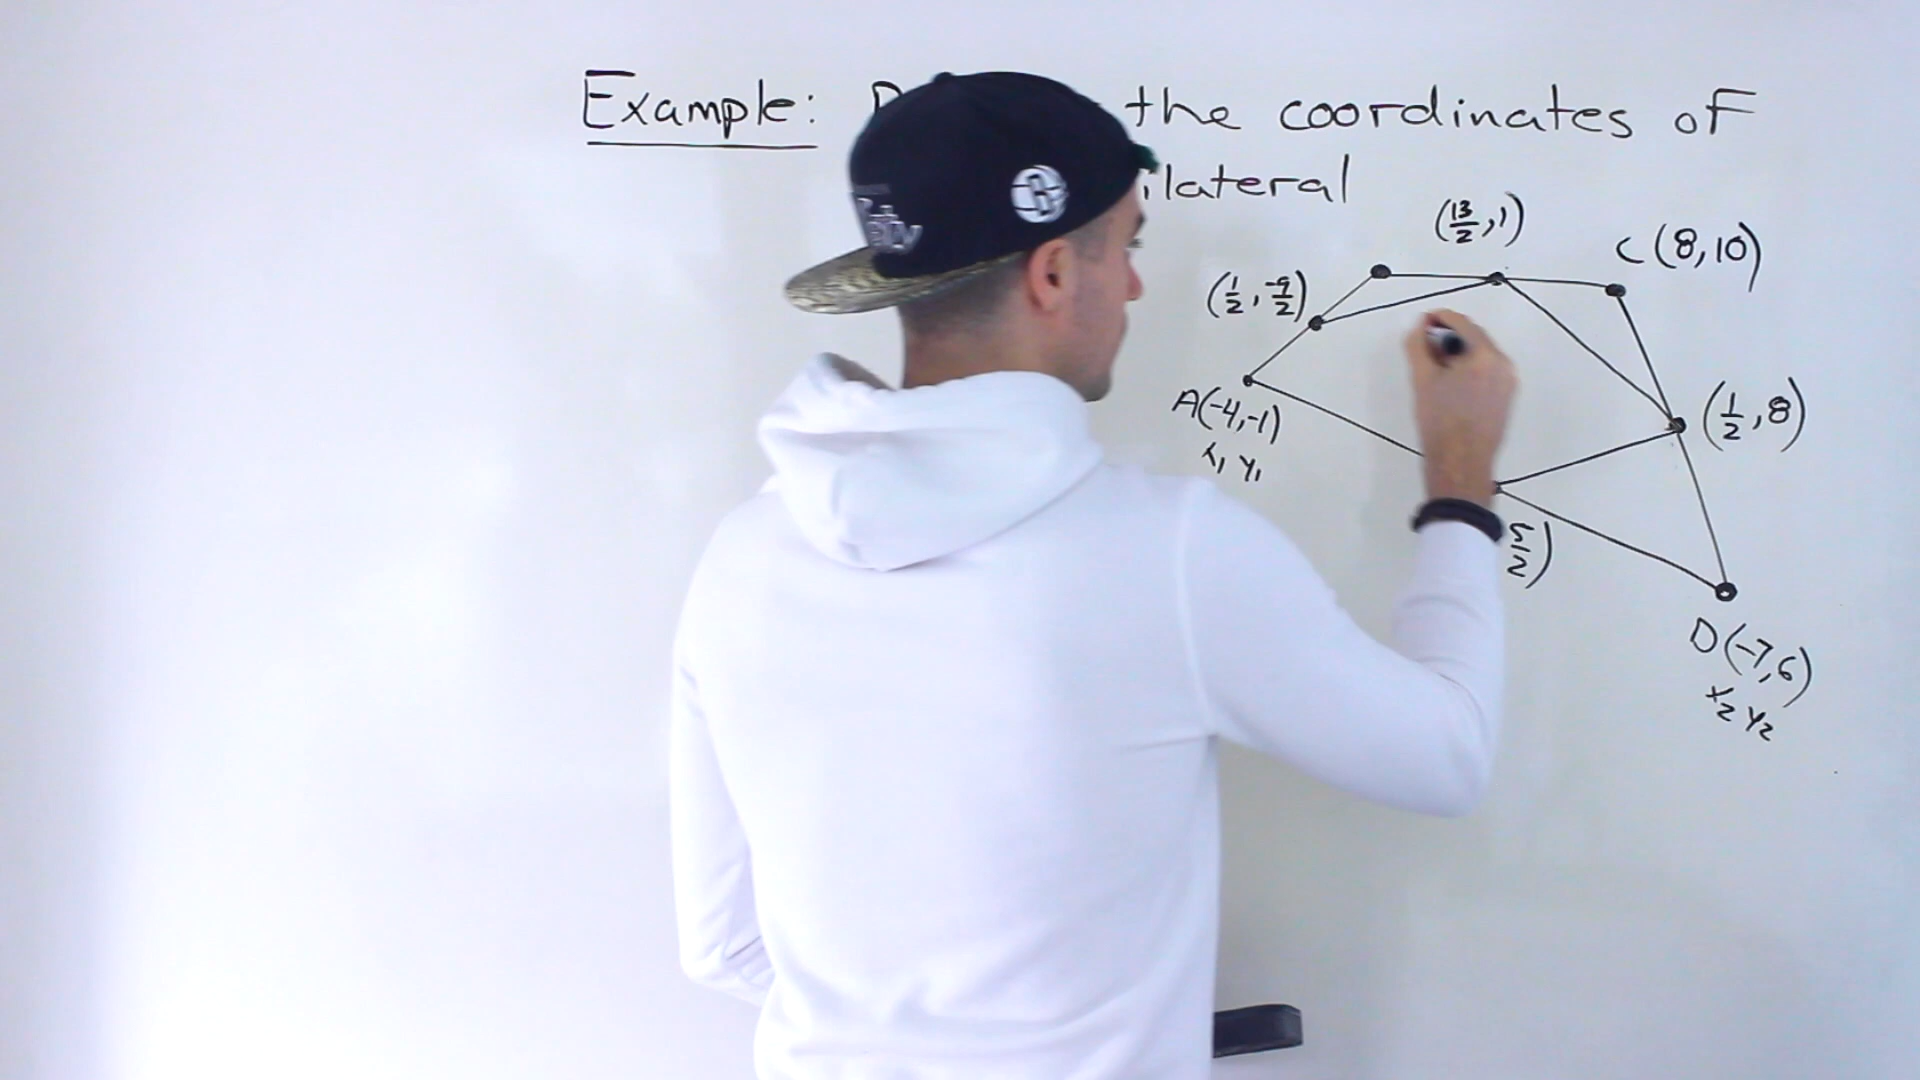 Example: the coordinates of
ilateral
(13/2, 1)
C(8,10)
(1/2, -9/2)
A(-4,-1)
x₁ y₁
(1/2, 8)
5/2)
D(-7,6)
x₂ y₂
B